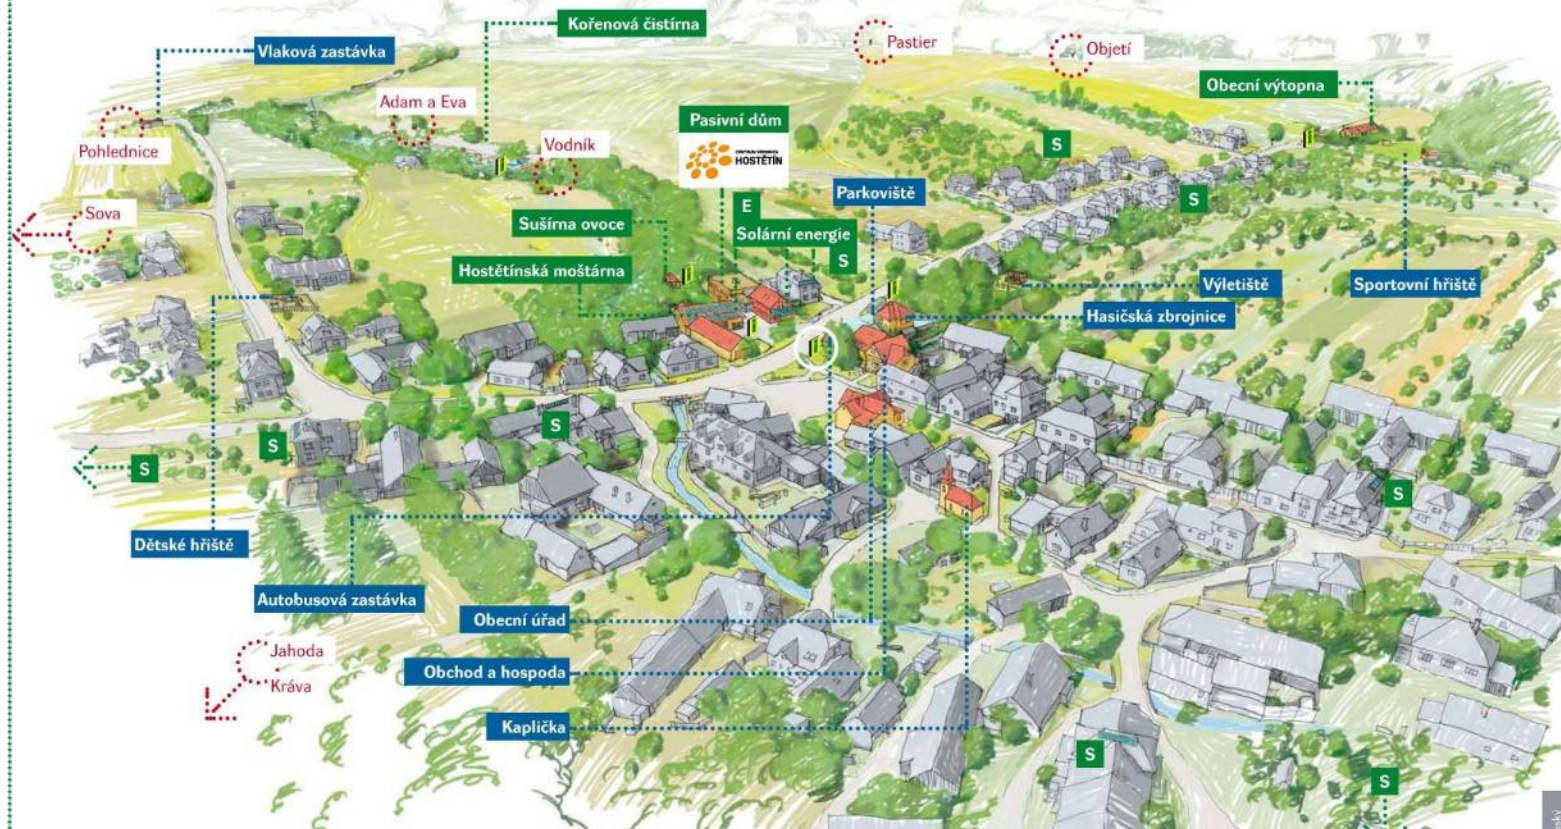 Kořenová čistírna
Pastier
Objetí
Vlaková zastávka
Obecní výtopna
Adam a Eva
Pasivní dům
HOSTĚTÍN
Pohlednice
Vodník
S
Parkoviště
S
Sova
E
Sušírna ovoce
Solární energie
Hostětínská moštárna
S
Výletiště
Sportovní hřiště
Hasičská zbrojnice
S
S
S
S
Dětské hřiště
Autobusová zastávka
Obecní úřad
Jahoda
Obchod a hospoda
Kráva
Kaplička
S
S